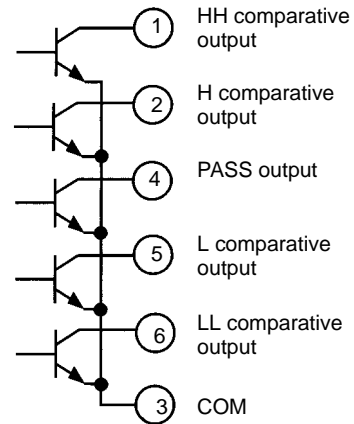 1 HH comparative
output
2 H comparative
output
4 PASS output
5 L comparative
output
6 LL comparative
output
3 COM